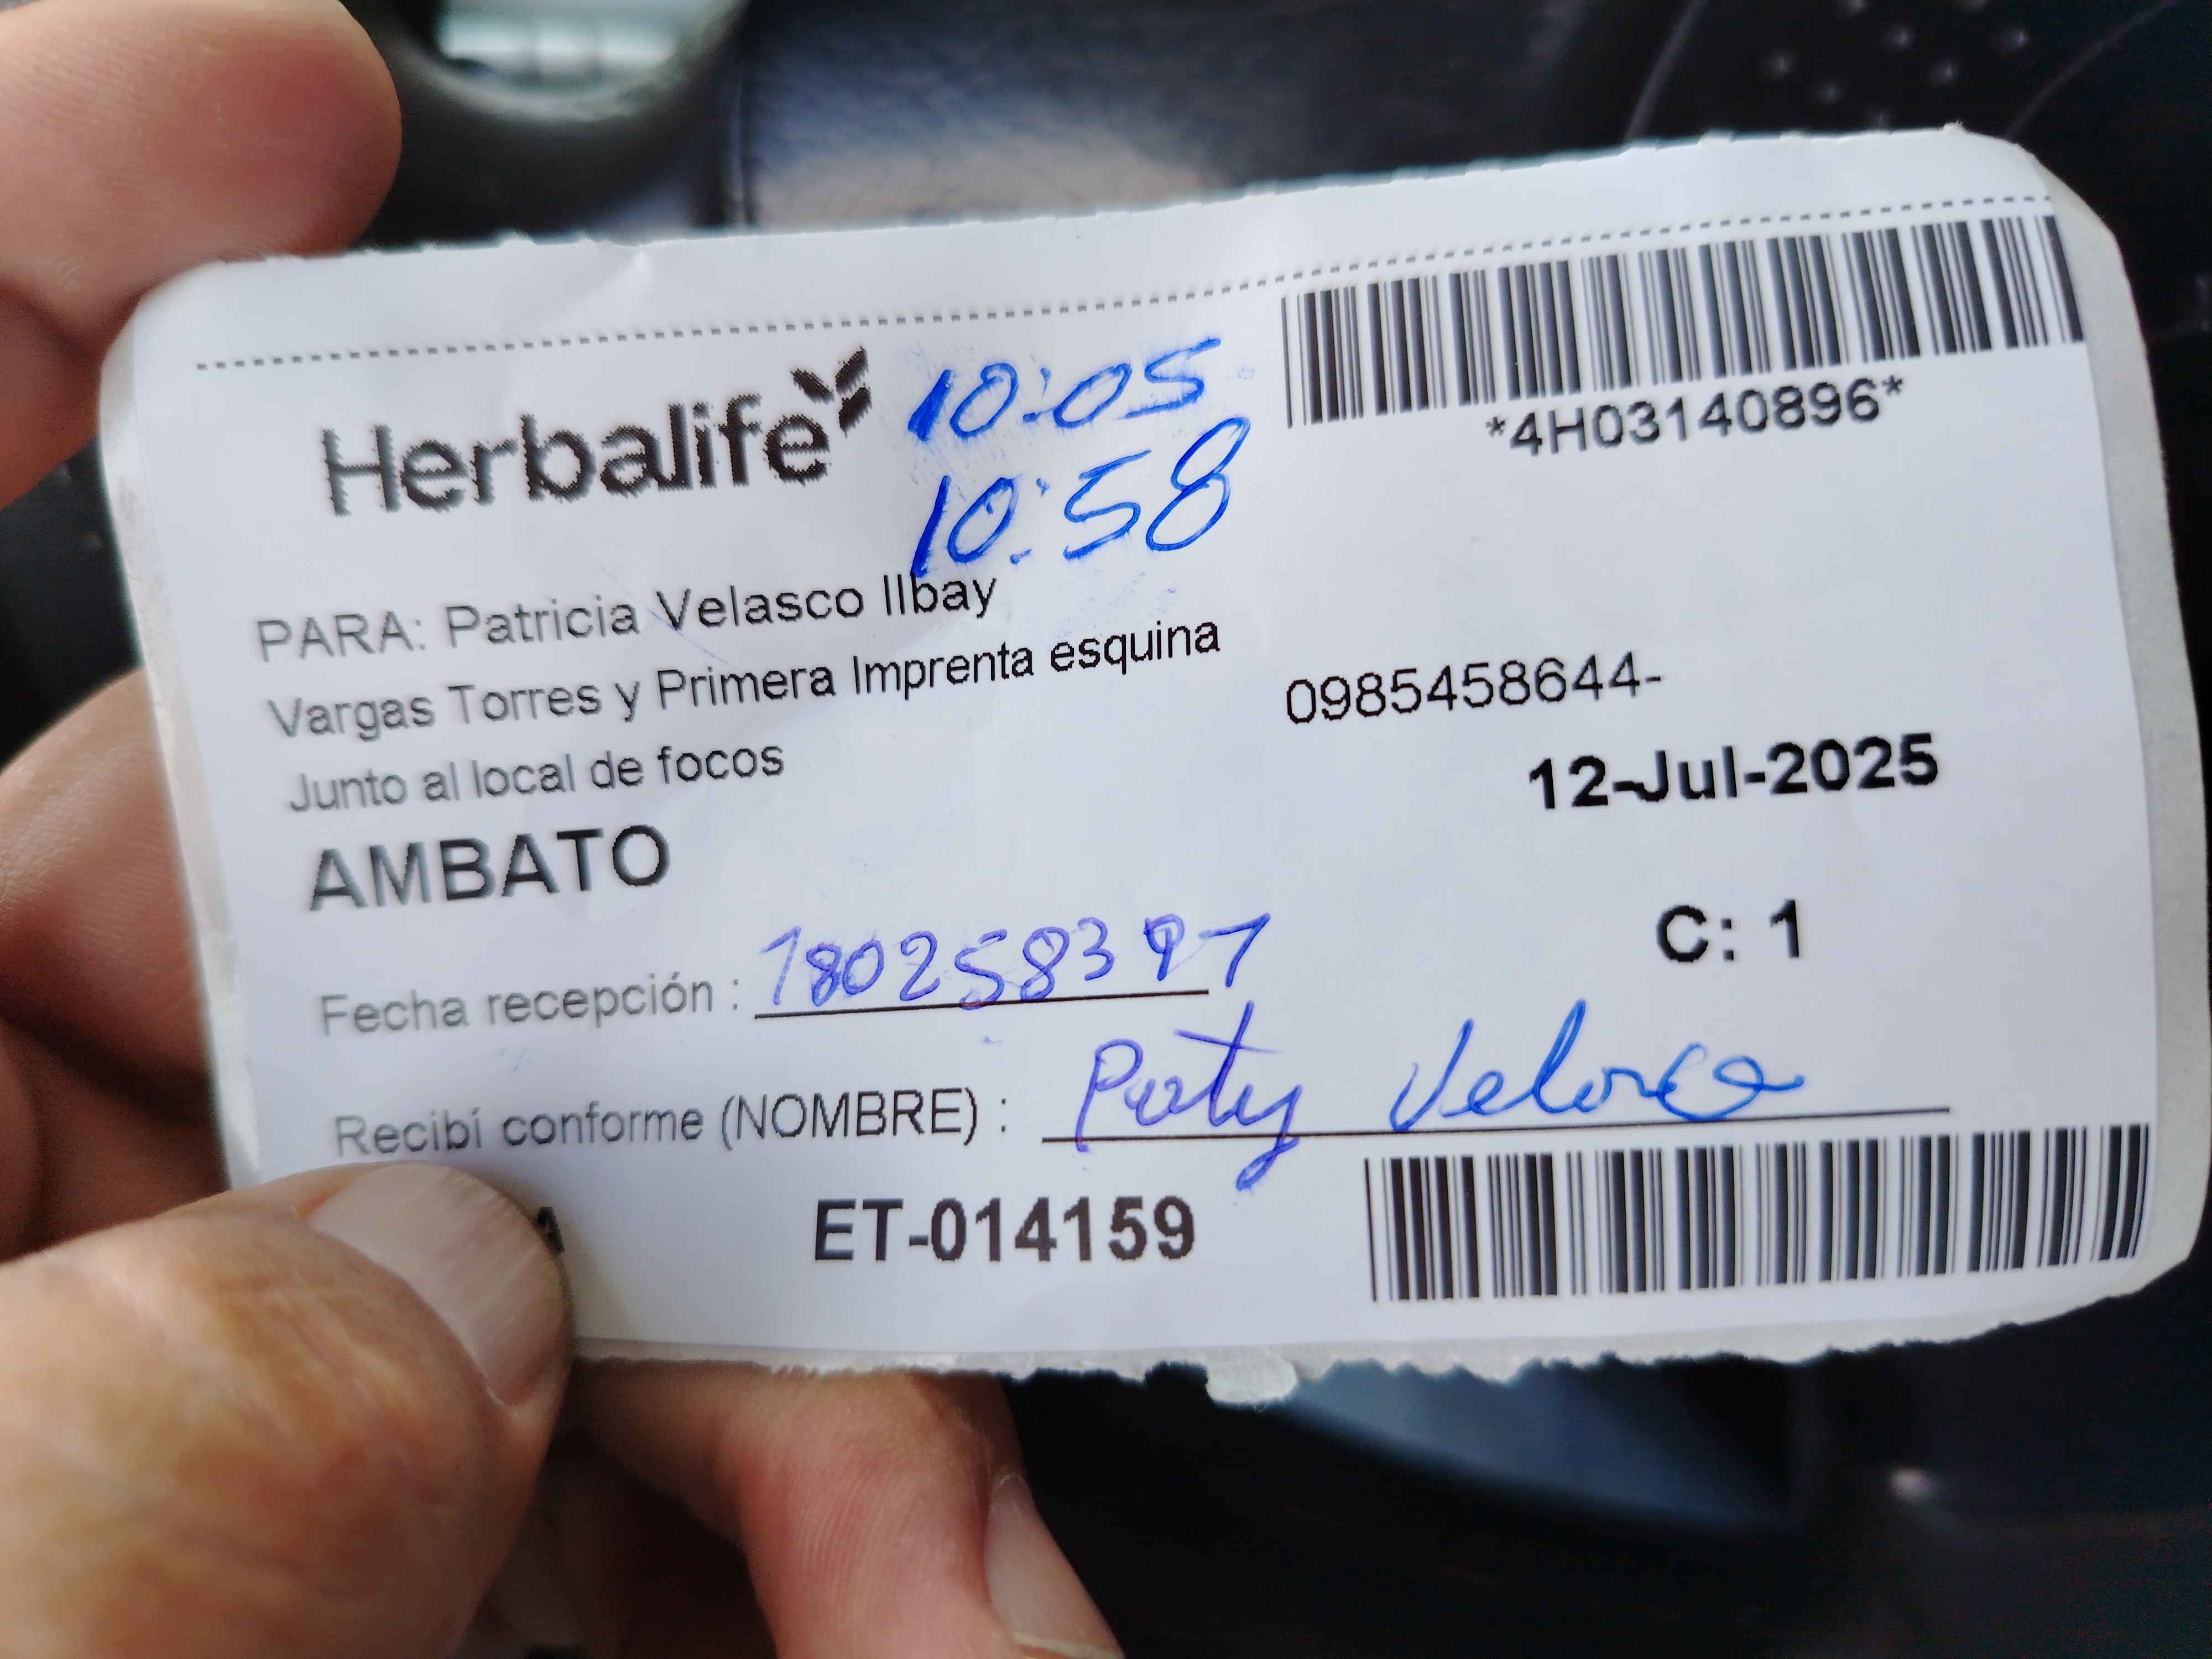 Herbalife
10:05
10:58
*4H03140896*
PARA: Patricia Velasco Ilbay
Vargas Torres y Primera Imprenta esquina
0985458644-
Junto al local de focos
12-Jul-2025
AMBATO
C: 1
Fecha recepción : 1802583971
Recibí conforme (NOMBRE) : Paty Velasco
ET-014159